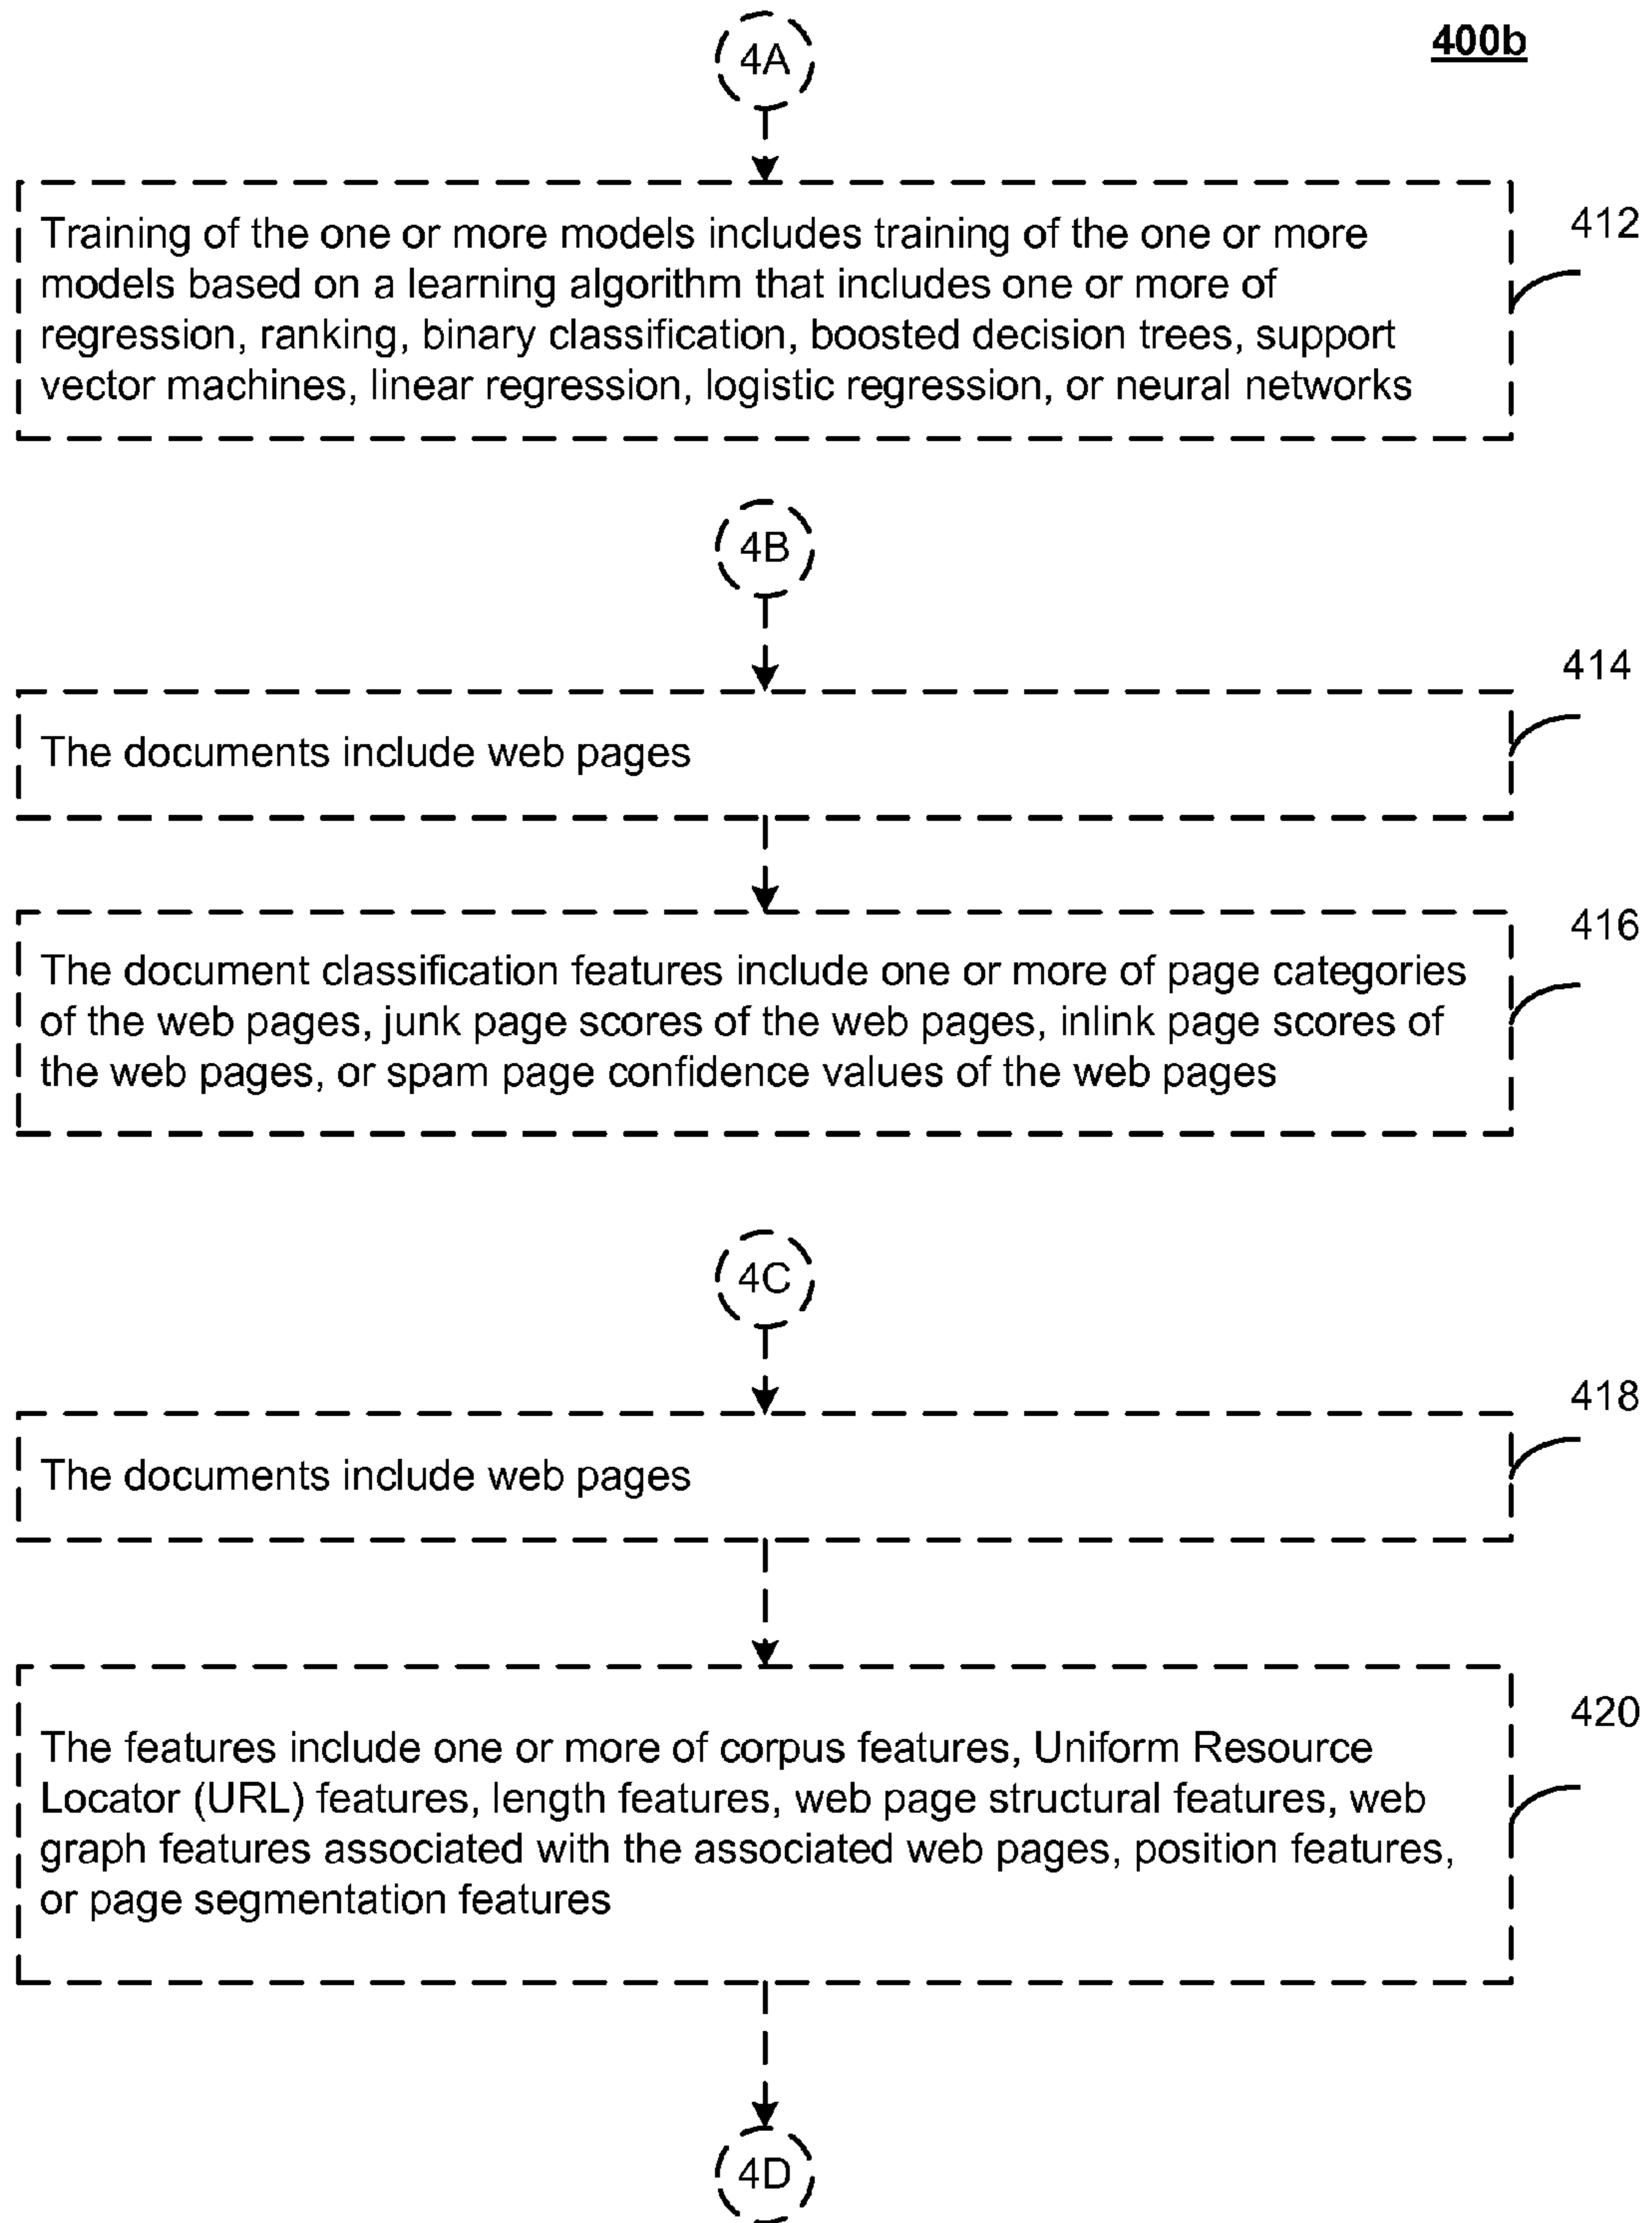 4A
400b
412
Training of the one or more models includes training of the one or more
models based on a learning algorithm that includes one or more of
regression, ranking, binary classification, boosted decision trees, support
vector machines, linear regression, logistic regression, or neural networks
4B
414
The documents include web pages
416
The document classification features include one or more of page categories
of the web pages, junk page scores of the web pages, inlink page scores of
the web pages, or spam page confidence values of the web pages
4C
418
The documents include web pages
420
The features include one or more of corpus features, Uniform Resource
Locator (URL) features, length features, web page structural features, web
graph features associated with the associated web pages, position features,
or page segmentation features
4D